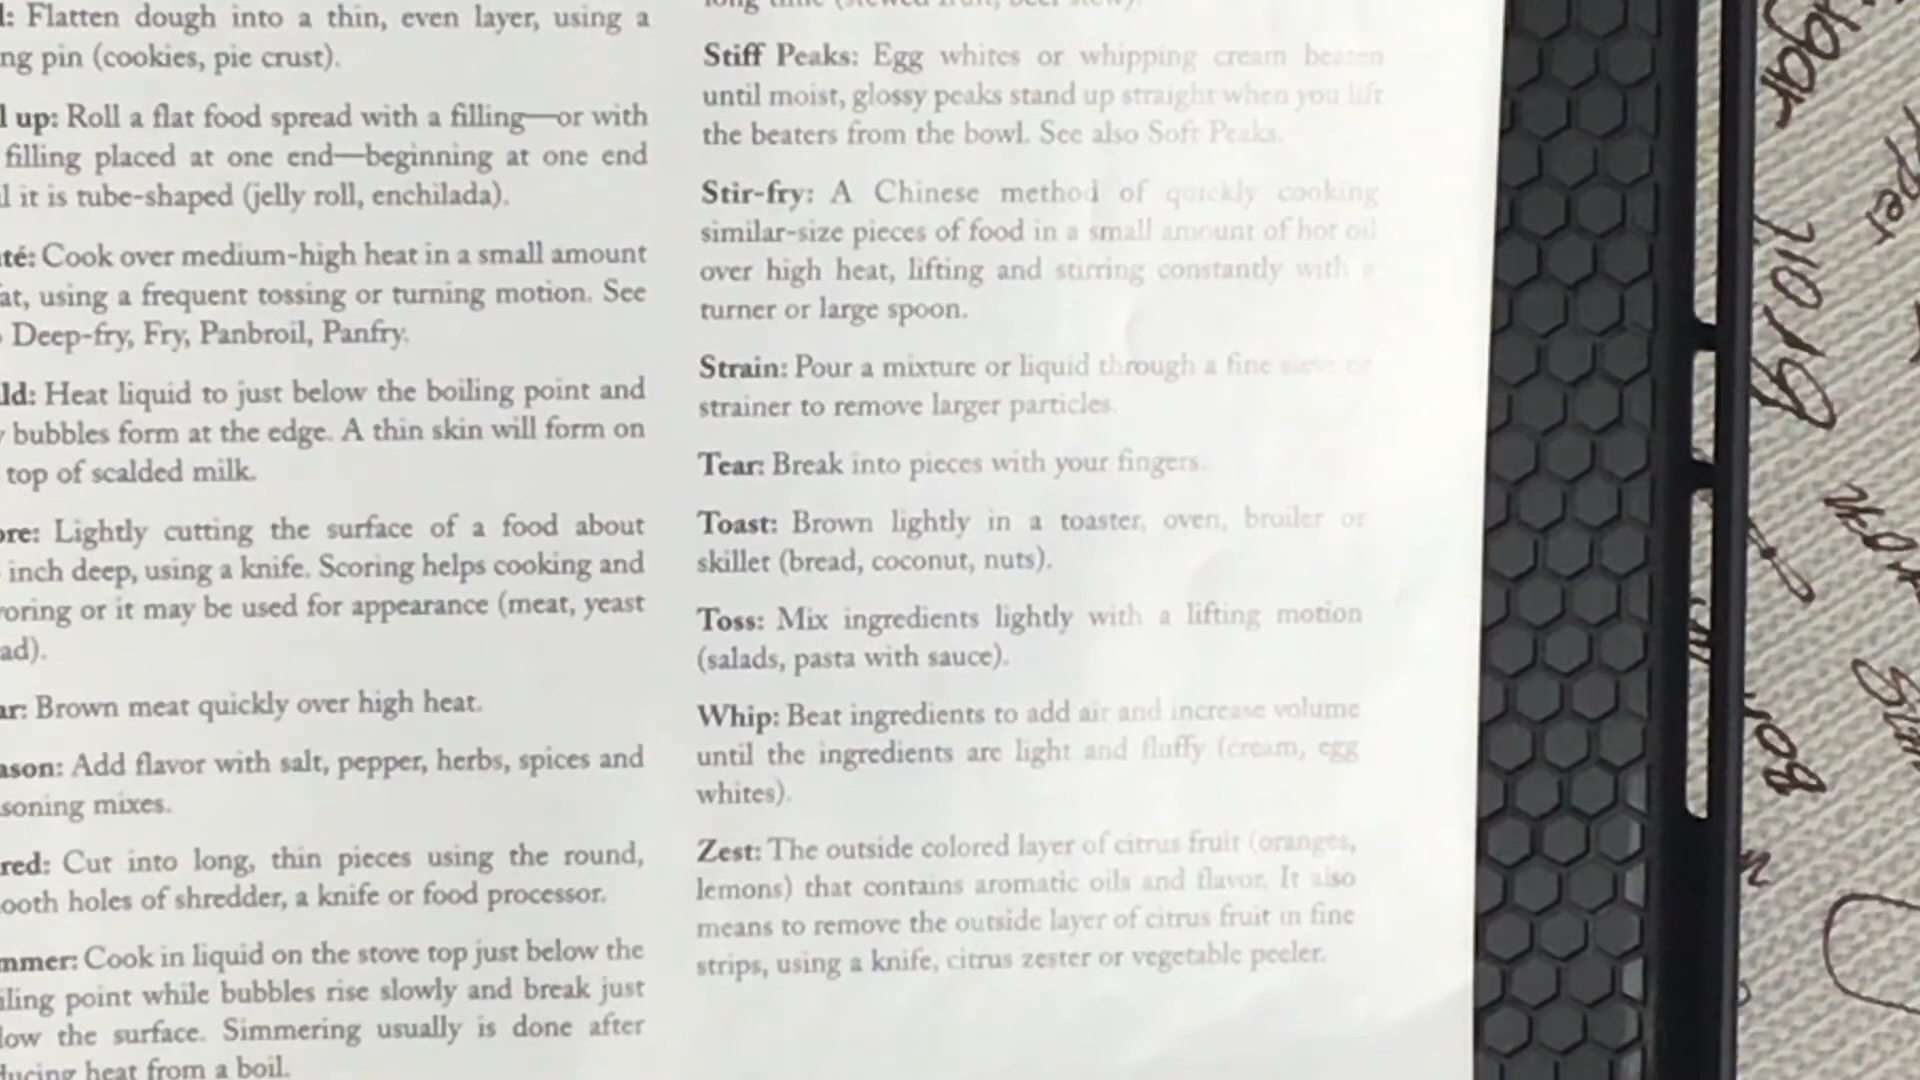 l: Flatten dough into a thin, even layer, using a
ng pin (cookies, pie crust).
l up: Roll a flat food spread with a filling—or with
filling placed at one end—beginning at one end
l it is tube-shaped (jelly roll, enchilada).
té: Cook over medium-high heat in a small amount
at, using a frequent tossing or turning motion. See
Deep-fry, Fry, Panbroil, Panfry.
ld: Heat liquid to just below the boiling point and
bubbles form at the edge. A thin skin will form on
top of scalded milk.
ore: Lightly cutting the surface of a food about
inch deep, using a knife. Scoring helps cooking and
voring or it may be used for appearance (meat, yeast
ad).
ar: Brown meat quickly over high heat.
ason: Add flavor with salt, pepper, herbs, spices and
soning mixes.
red: Cut into long, thin pieces using the round,
ooth holes of shredder, a knife or food processor.
mmer: Cook in liquid on the stove top just below the
iling point while bubbles rise slowly and break just
low the surface. Simmering usually is done after
ducing heat from a boil.
Stiff Peaks: Egg whites or whipping cream beaten
until moist, glossy peaks stand up straight when you lift
the beaters from the bowl. See also Soft Peaks.
Stir-fry: A Chinese method of quickly cooking
similar-size pieces of food in a small amount of hot oil
over high heat, lifting and stirring constantly with a
turner or large spoon.
Strain: Pour a mixture or liquid through a fine sieve or
strainer to remove larger particles.
Tear: Break into pieces with your fingers.
Toast: Brown lightly in a toaster, oven, broiler or
skillet (bread, coconut, nuts).
Toss: Mix ingredients lightly with a lifting motion
(salads, pasta with sauce).
Whip: Beat ingredients to add air and increase volume
until the ingredients are light and fluffy (cream, egg
whites).
Zest: The outside colored layer of citrus fruit (oranges,
lemons) that contains aromatic oils and flavor. It also
means to remove the outside layer of citrus fruit in fine
strips, using a knife, citrus zester or vegetable peeler.